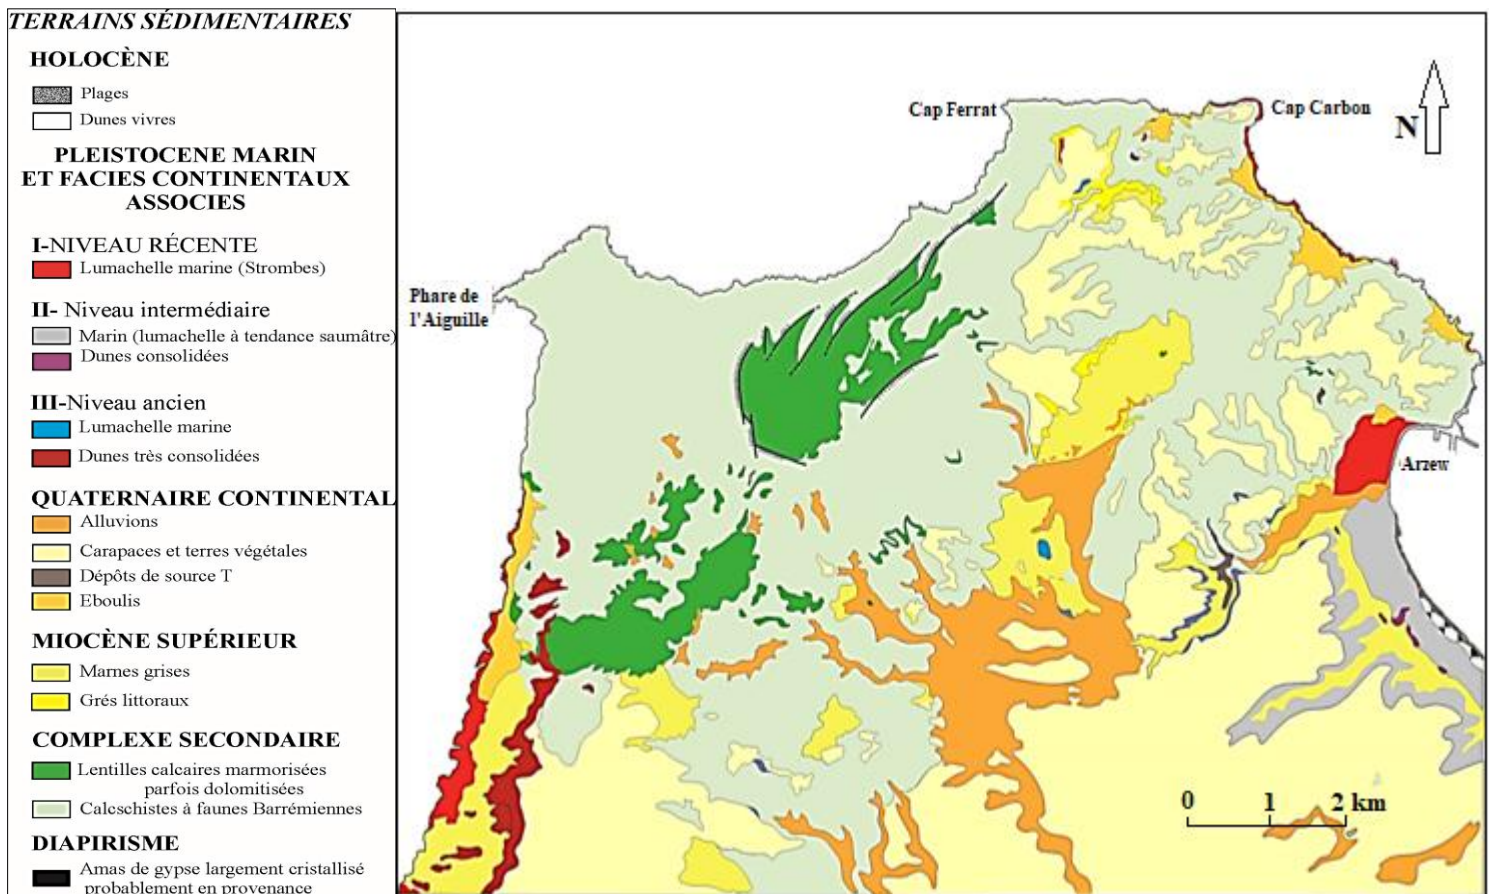 TERRAINS SÉDIMENTAIRES
HOLOCÈNE
Plages
Dunes vivres
PLEISTOCENE MARIN
ET FACIES CONTINENTAUX
ASSOCIES
I-NIVEAU RÉCENTE
Lumachelle marine (Strombes)
II- Niveau intermédiaire
Marin (lumachelle à tendance saumâtre)
Dunes consolidées
III-Niveau ancien
Lumachelle marine
Dunes très consolidées
QUATERNAIRE CONTINENTAL
Alluvions
Carapaces et terres végétales
Dépôts de source T
Eboulis
MIOCÈNE SUPÉRIEUR
Marnes grises
Grés littoraux
COMPLEXE SECONDAIRE
Lentilles calcaires marmorisées
parfois dolomitisées
Calcschistes à faunes Barrémiennes
DIAPIRISME
Amas de gypse largement cristallisé
probablement en provenance
Cap Ferrat
Cap Carbon
N
Phare de
l'Aiguille
Arzew
0 1 2 km